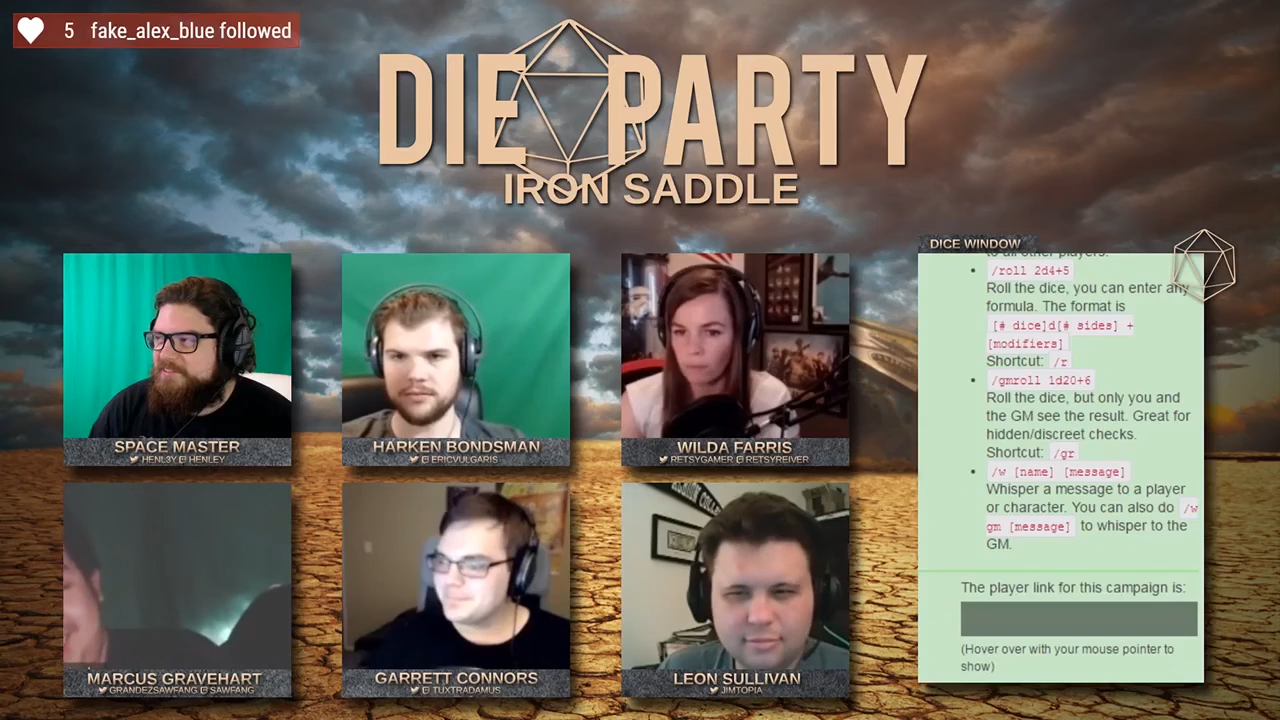 5 fake_alex_blue followed
DIE PARTY
IRON SADDLE
SPACE MASTER
HENL3Y HENLEY
HARKEN BONDSMAN
ERICVULGARIS
WILDA FARRIS
RETSYGAMER RETSYREIVER
MARCUS GRAVEHART
GRANDEZSAWFANG SAWFANG
GARRETT CONNORS
TUXTRADAMUS
LEON SULLIVAN
JIMTOPIA
DICE WINDOW
to all other players.
/roll 2d4+5
Roll the dice, you can enter any
formula. The format is
[# dice]d[# sides] +
[modifiers]
Shortcut: /r
/gmroll 1d20+6
Roll the dice, but only you and
the GM see the result. Great for
hidden/discreet checks.
Shortcut: /gr
/w [name] [message]
Whisper a message to a player
or character. You can also do /w
gm [message] to whisper to the
GM.
The player link for this campaign is:
(Hover over with your mouse pointer to
show)